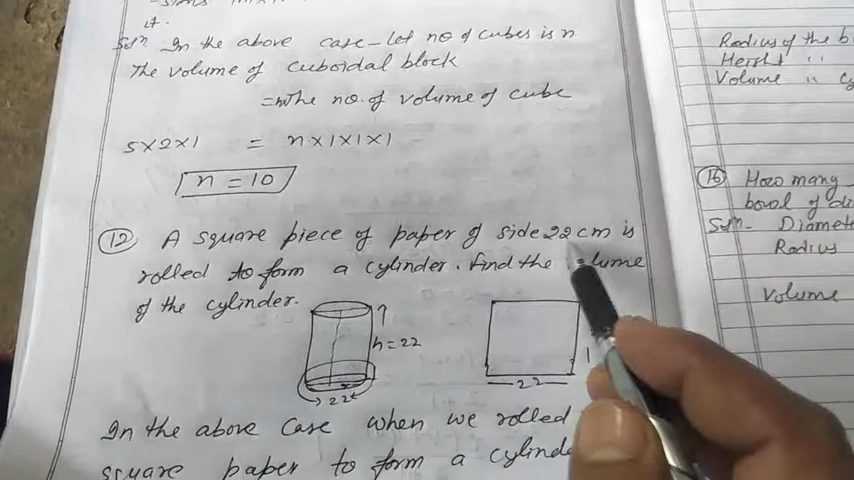 it.
Solⁿ. In the above case - let no of cubes is n
The volume of cuboidal block
= n The no. of volume of cube
5×2×1 = n×1×1×1
n = 10
12 A square piece of paper of side 22 cm is
rolled to form a cylinder. Find the volume
of the cylinder.
h = 22
22
22
In the above case when we rolled
square paper to form a
Radius of the
Height "
Volume "
16 How many
bowl of
Solⁿ- Diameter
Radius
Volume